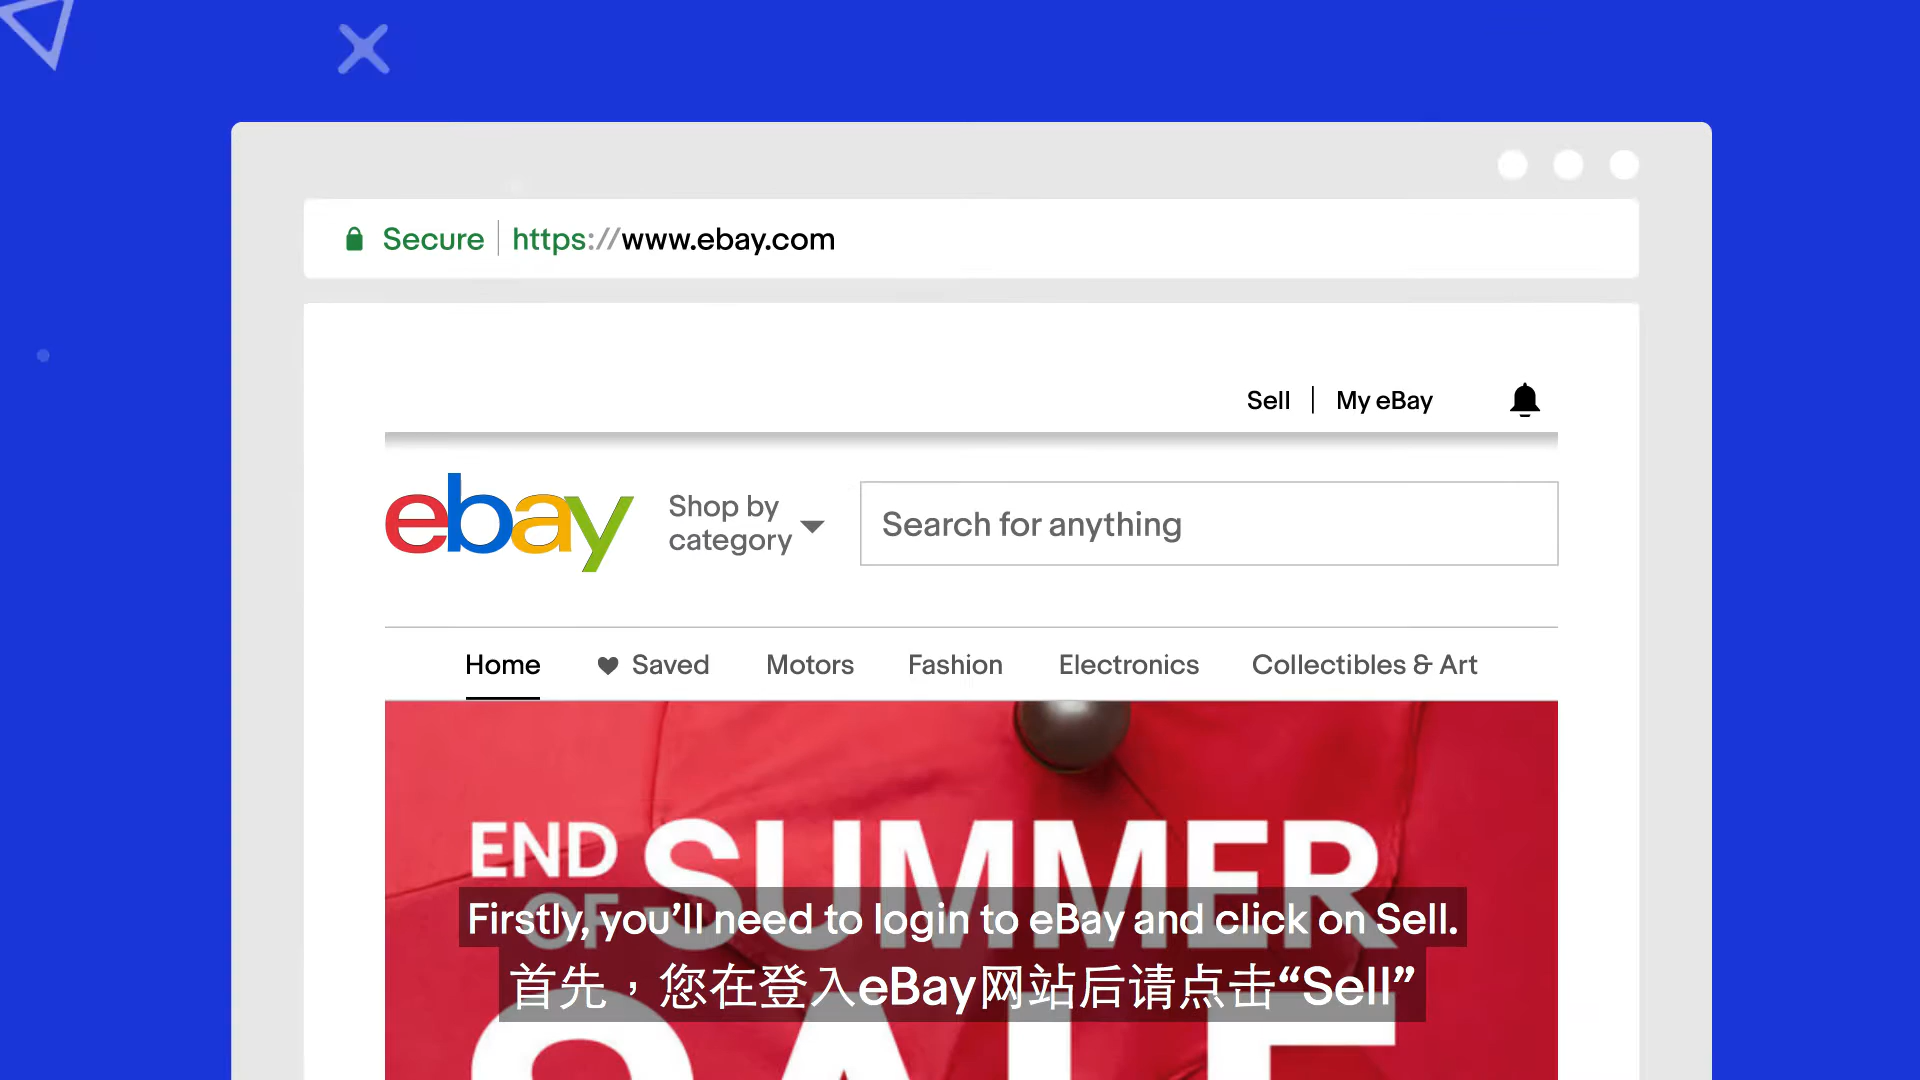 Secure | https://www.ebay.com
Sell | My eBay
ebay
Shop by
category
Search for anything
Home Saved Motors Fashion Electronics Collectibles & Art
END
OF SUMMER
SALE
Firstly, you’ll need to login to eBay and click on Sell.
首先，您在登入eBay网站后请点击“Sell”